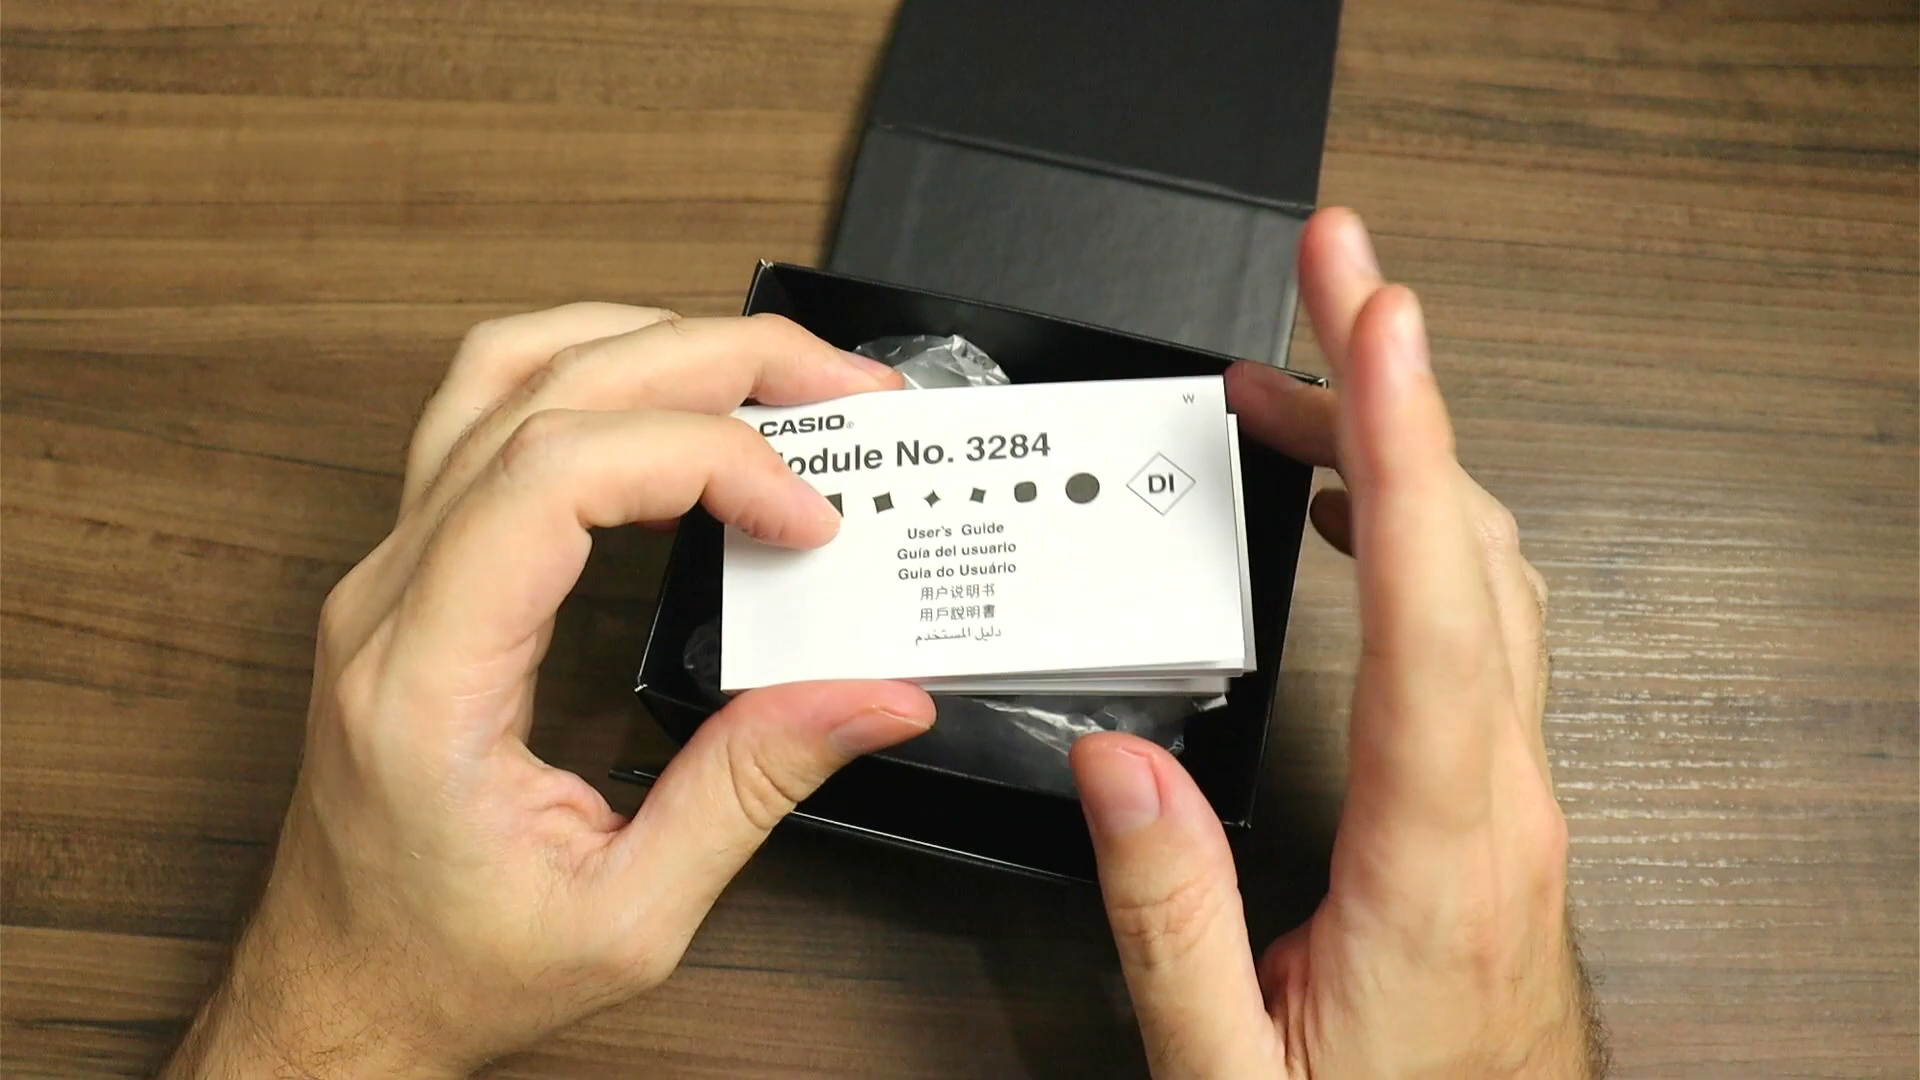 W
CASIO®
odule No. 3284
DI
User's Guide
Guía del usuario
Guia do Usuário
用户说明书
用戶說明書
دليل المستخدم